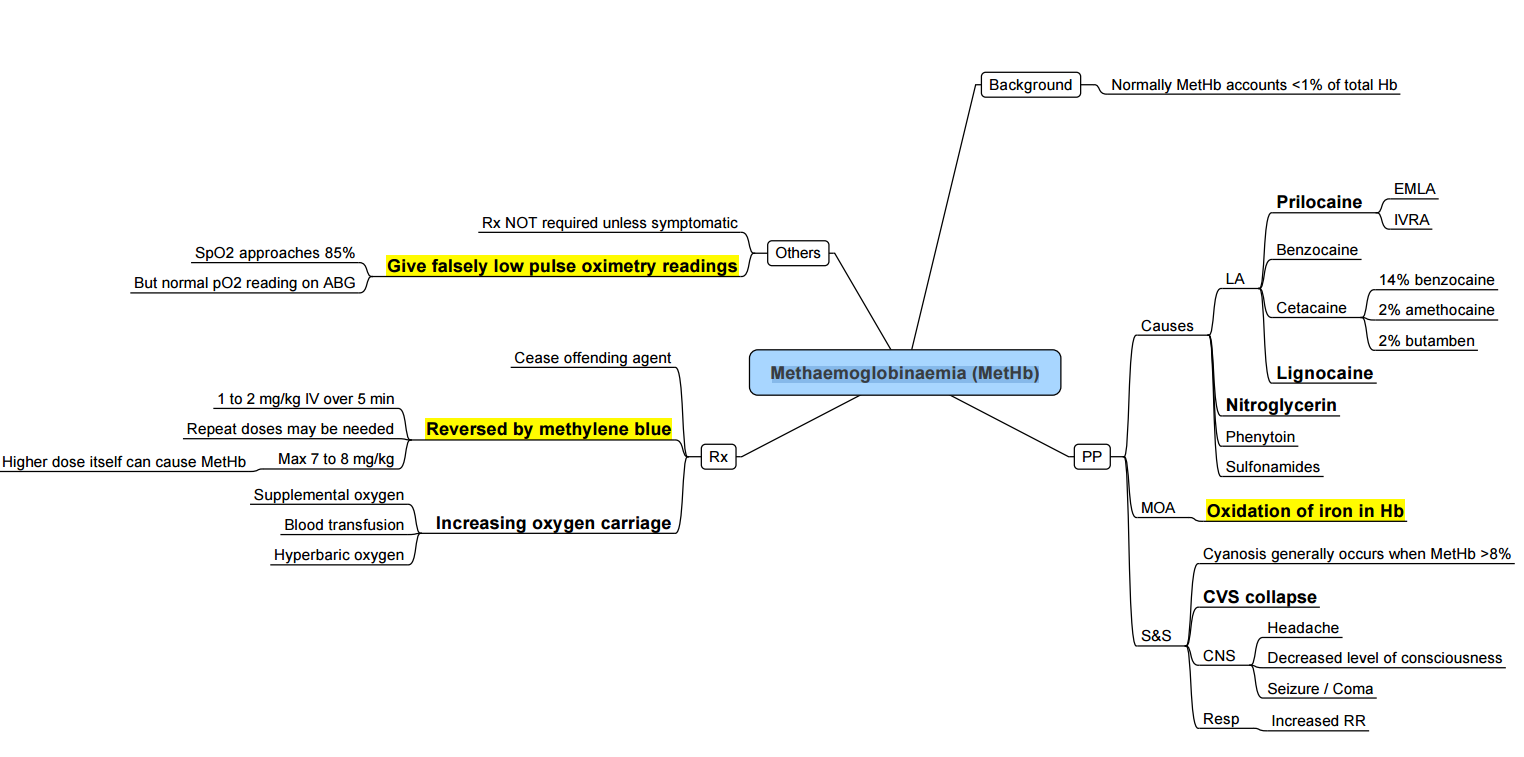 Methaemoglobinaemia (MetHb)
Background
Normally MetHb accounts <1% of total Hb
PP
Causes
LA
Prilocaine
EMLA
IVRA
Benzocaine
Cetacaine
14% benzocaine
2% amethocaine
2% butamben
Lignocaine
Nitroglycerin
Phenytoin
Sulfonamides
MOA
Oxidation of iron in Hb
S&S
Cyanosis generally occurs when MetHb >8%
CVS collapse
CNS
Headache
Decreased level of consciousness
Seizure / Coma
Resp
Increased RR
Rx
Cease offending agent
Reversed by methylene blue
1 to 2 mg/kg IV over 5 min
Repeat doses may be needed
Max 7 to 8 mg/kg
Higher dose itself can cause MetHb
Increasing oxygen carriage
Supplemental oxygen
Blood transfusion
Hyperbaric oxygen
Others
Rx NOT required unless symptomatic
Give falsely low pulse oximetry readings
SpO2 approaches 85%
But normal pO2 reading on ABG